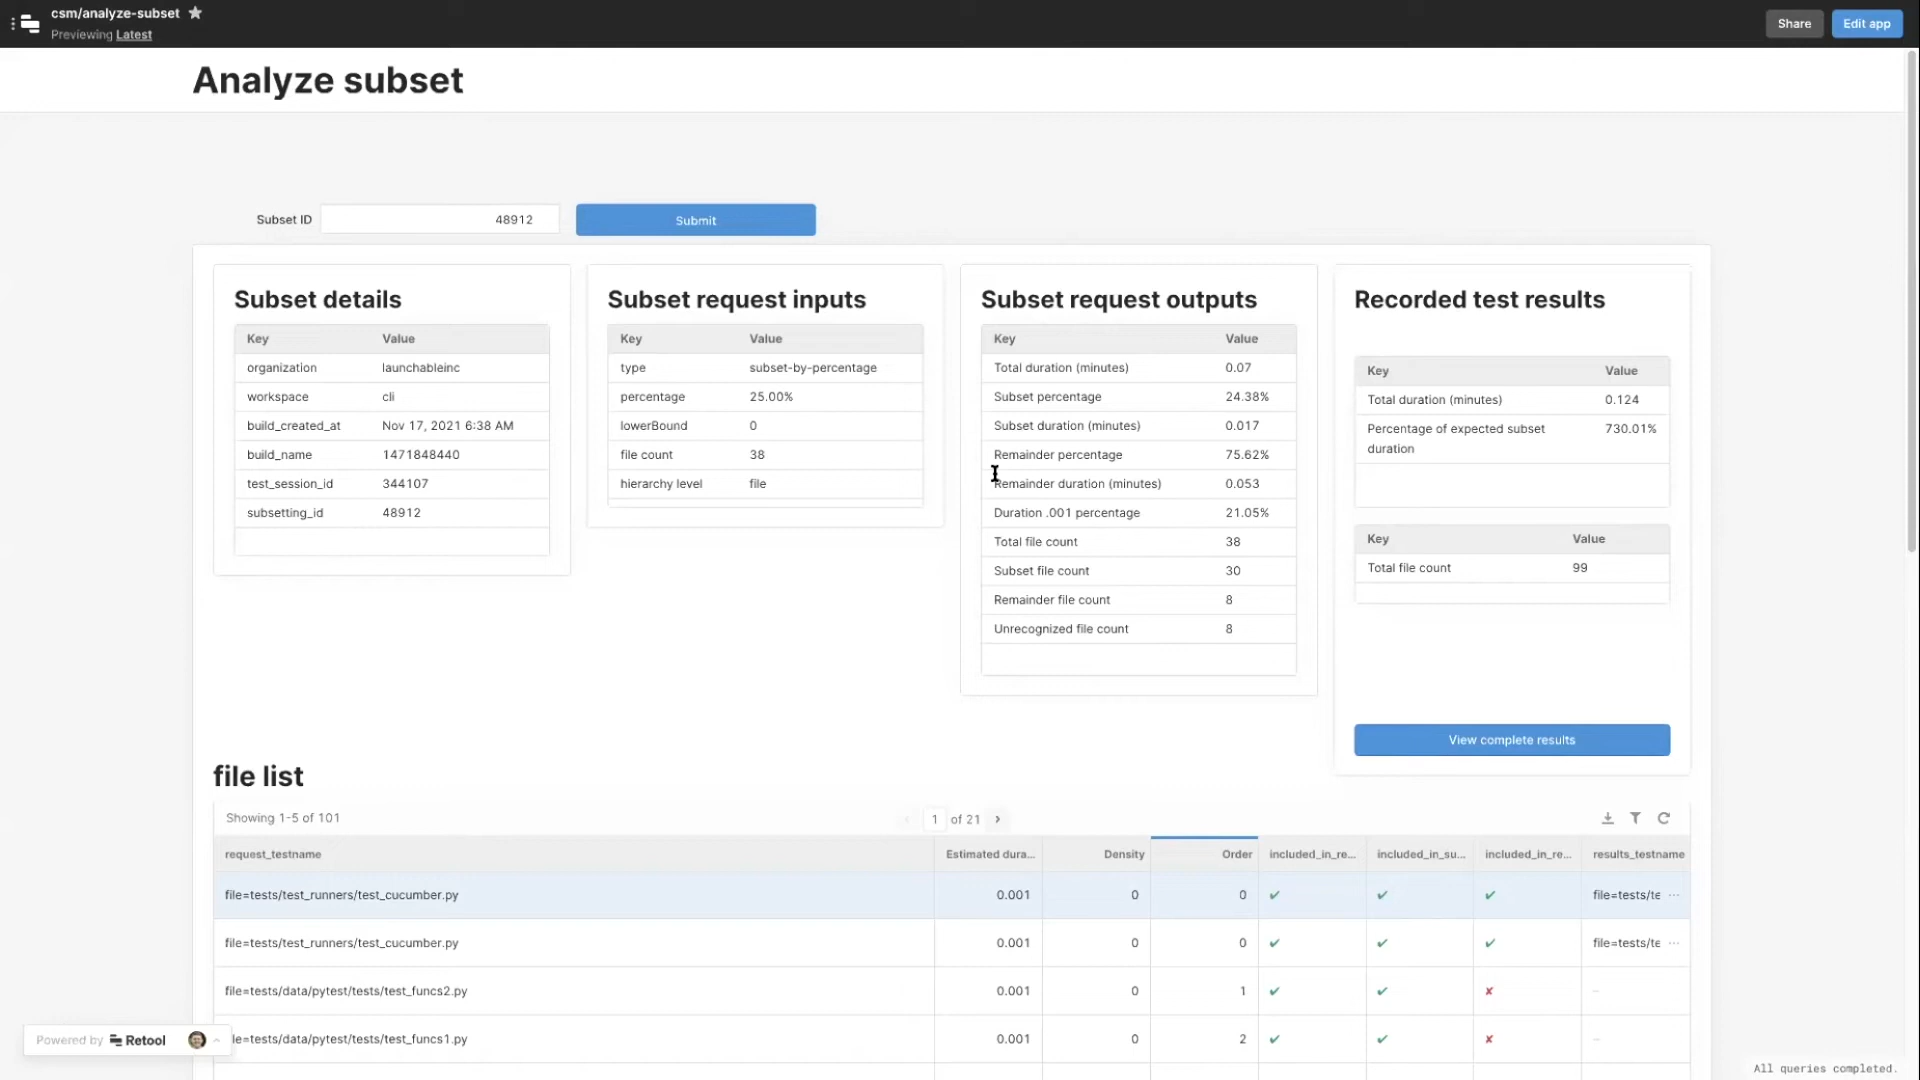 csm/analyze-subset
Previewing Latest
Share
Edit app
Analyze subset
Subset ID
48912
Submit
Subset details
Key Value
organization launchableinc
workspace cli
build_created_at Nov 17, 2021 6:38 AM
build_name 1471848440
test_session_id 344107
subsetting_id 48912
Subset request inputs
Key Value
type subset-by-percentage
percentage 25.00%
lowerBound 0
file count 38
hierarchy level file
Subset request outputs
Key Value
Total duration (minutes) 0.07
Subset percentage 24.38%
Subset duration (minutes) 0.017
Remainder percentage 75.62%
Remainder duration (minutes) 0.053
Duration .001 percentage 21.05%
Total file count 38
Subset file count 30
Remainder file count 8
Unrecognized file count 8
Recorded test results
Key Value
Total duration (minutes) 0.124
Percentage of expected subset 730.01%
duration
Key Value
Total file count 99
View complete results
file list
Showing 1-5 of 101
1 of 21
request_testname Estimated dura... Density Order included_in_re... included_in_su... included_in_re... results_testname
file=tests/test_runners/test_cucumber.py 0.001 0 0 ✔ ✔ ✔ file=tests/te ...
file=tests/test_runners/test_cucumber.py 0.001 0 0 ✔ ✔ ✔ file=tests/te ...
file=tests/data/pytest/tests/test_funcs2.py 0.001 0 1 ✔ ✔ ✘ –
le=tests/data/pytest/tests/test_funcs1.py 0.001 0 2 ✔ ✔ ✘ –
Powered by Retool
All queries completed.